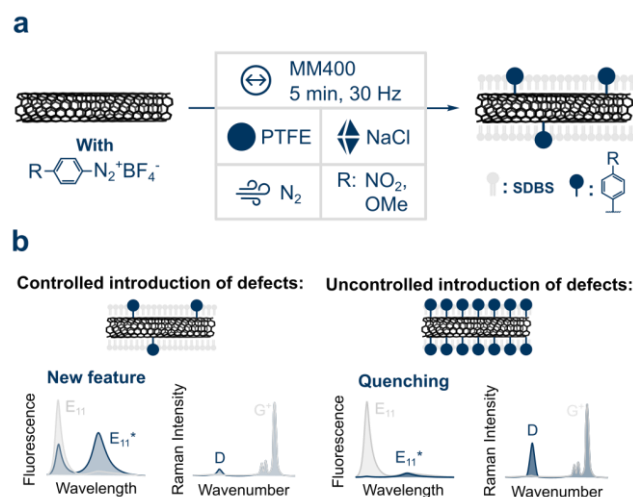 a
MM400
5 min, 30 Hz
PTFE
NaCl
N₂
R: NO₂,
OMe
With
R-
-N₂⁺BF₄⁻
: SDBS
:
R
b
Controlled introduction of defects:
Uncontrolled introduction of defects:
New feature
Quenching
Fluorescence
E₁₁
E₁₁*
Wavelength
Raman Intensity
D
G⁺
Wavenumber
Fluorescence
E₁₁
E₁₁*
Wavelength
Raman Intensity
D
G⁺
Wavenumber